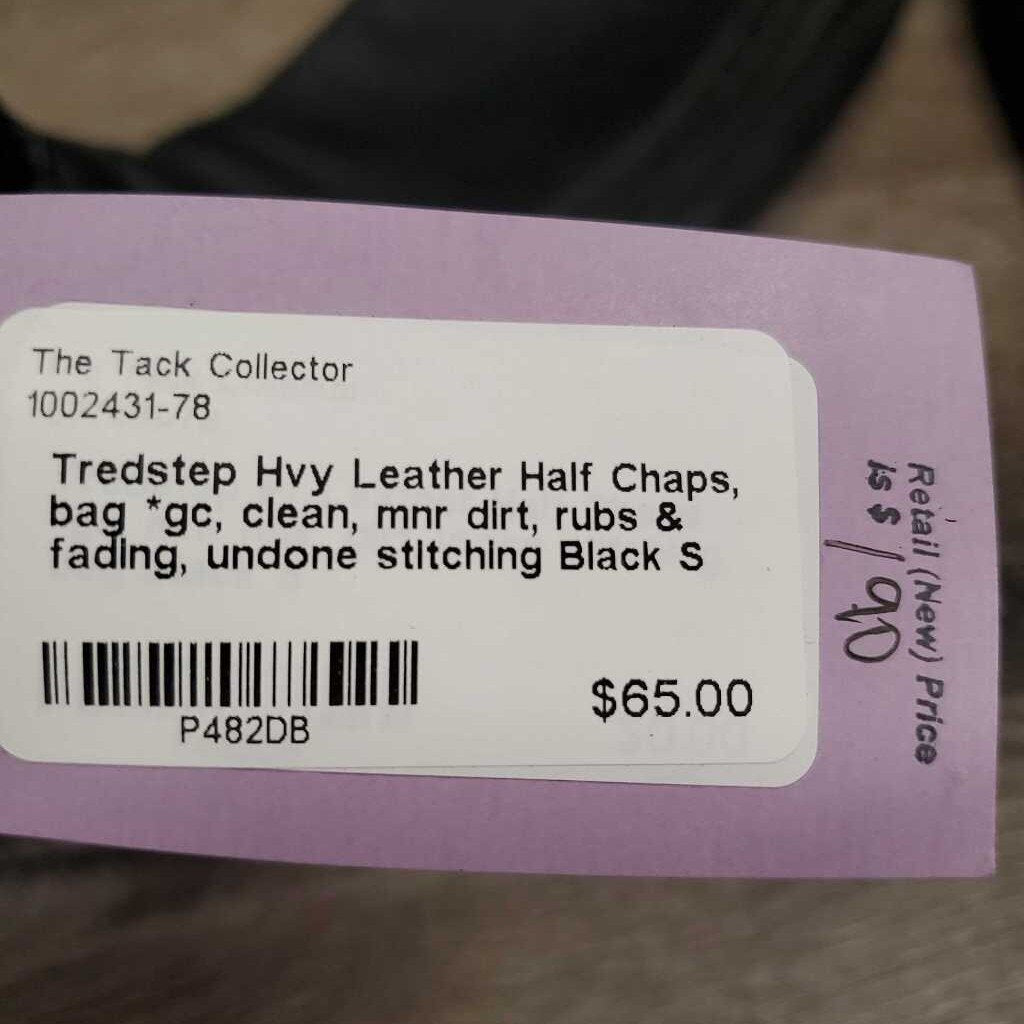 The Tack Collector
1002431-78
Tredstep Hvy Leather Half Chaps,
bag *gc, clean, mnr dirt, rubs &
fading, undone stitching Black S
P482DB
$65.00
Retail (New) Price
is $ 190